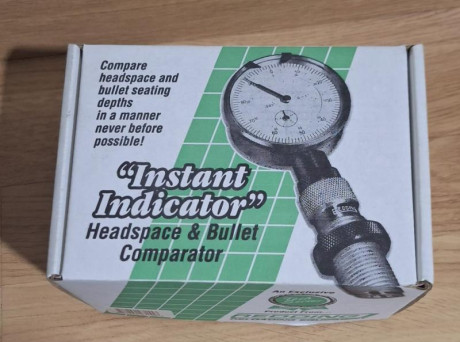 Compare
headspace and
bullet seating
depths
in a manner
never before
possible!
“Instant
Indicator”
Headspace & Bullet
Comparator
An Exclusive